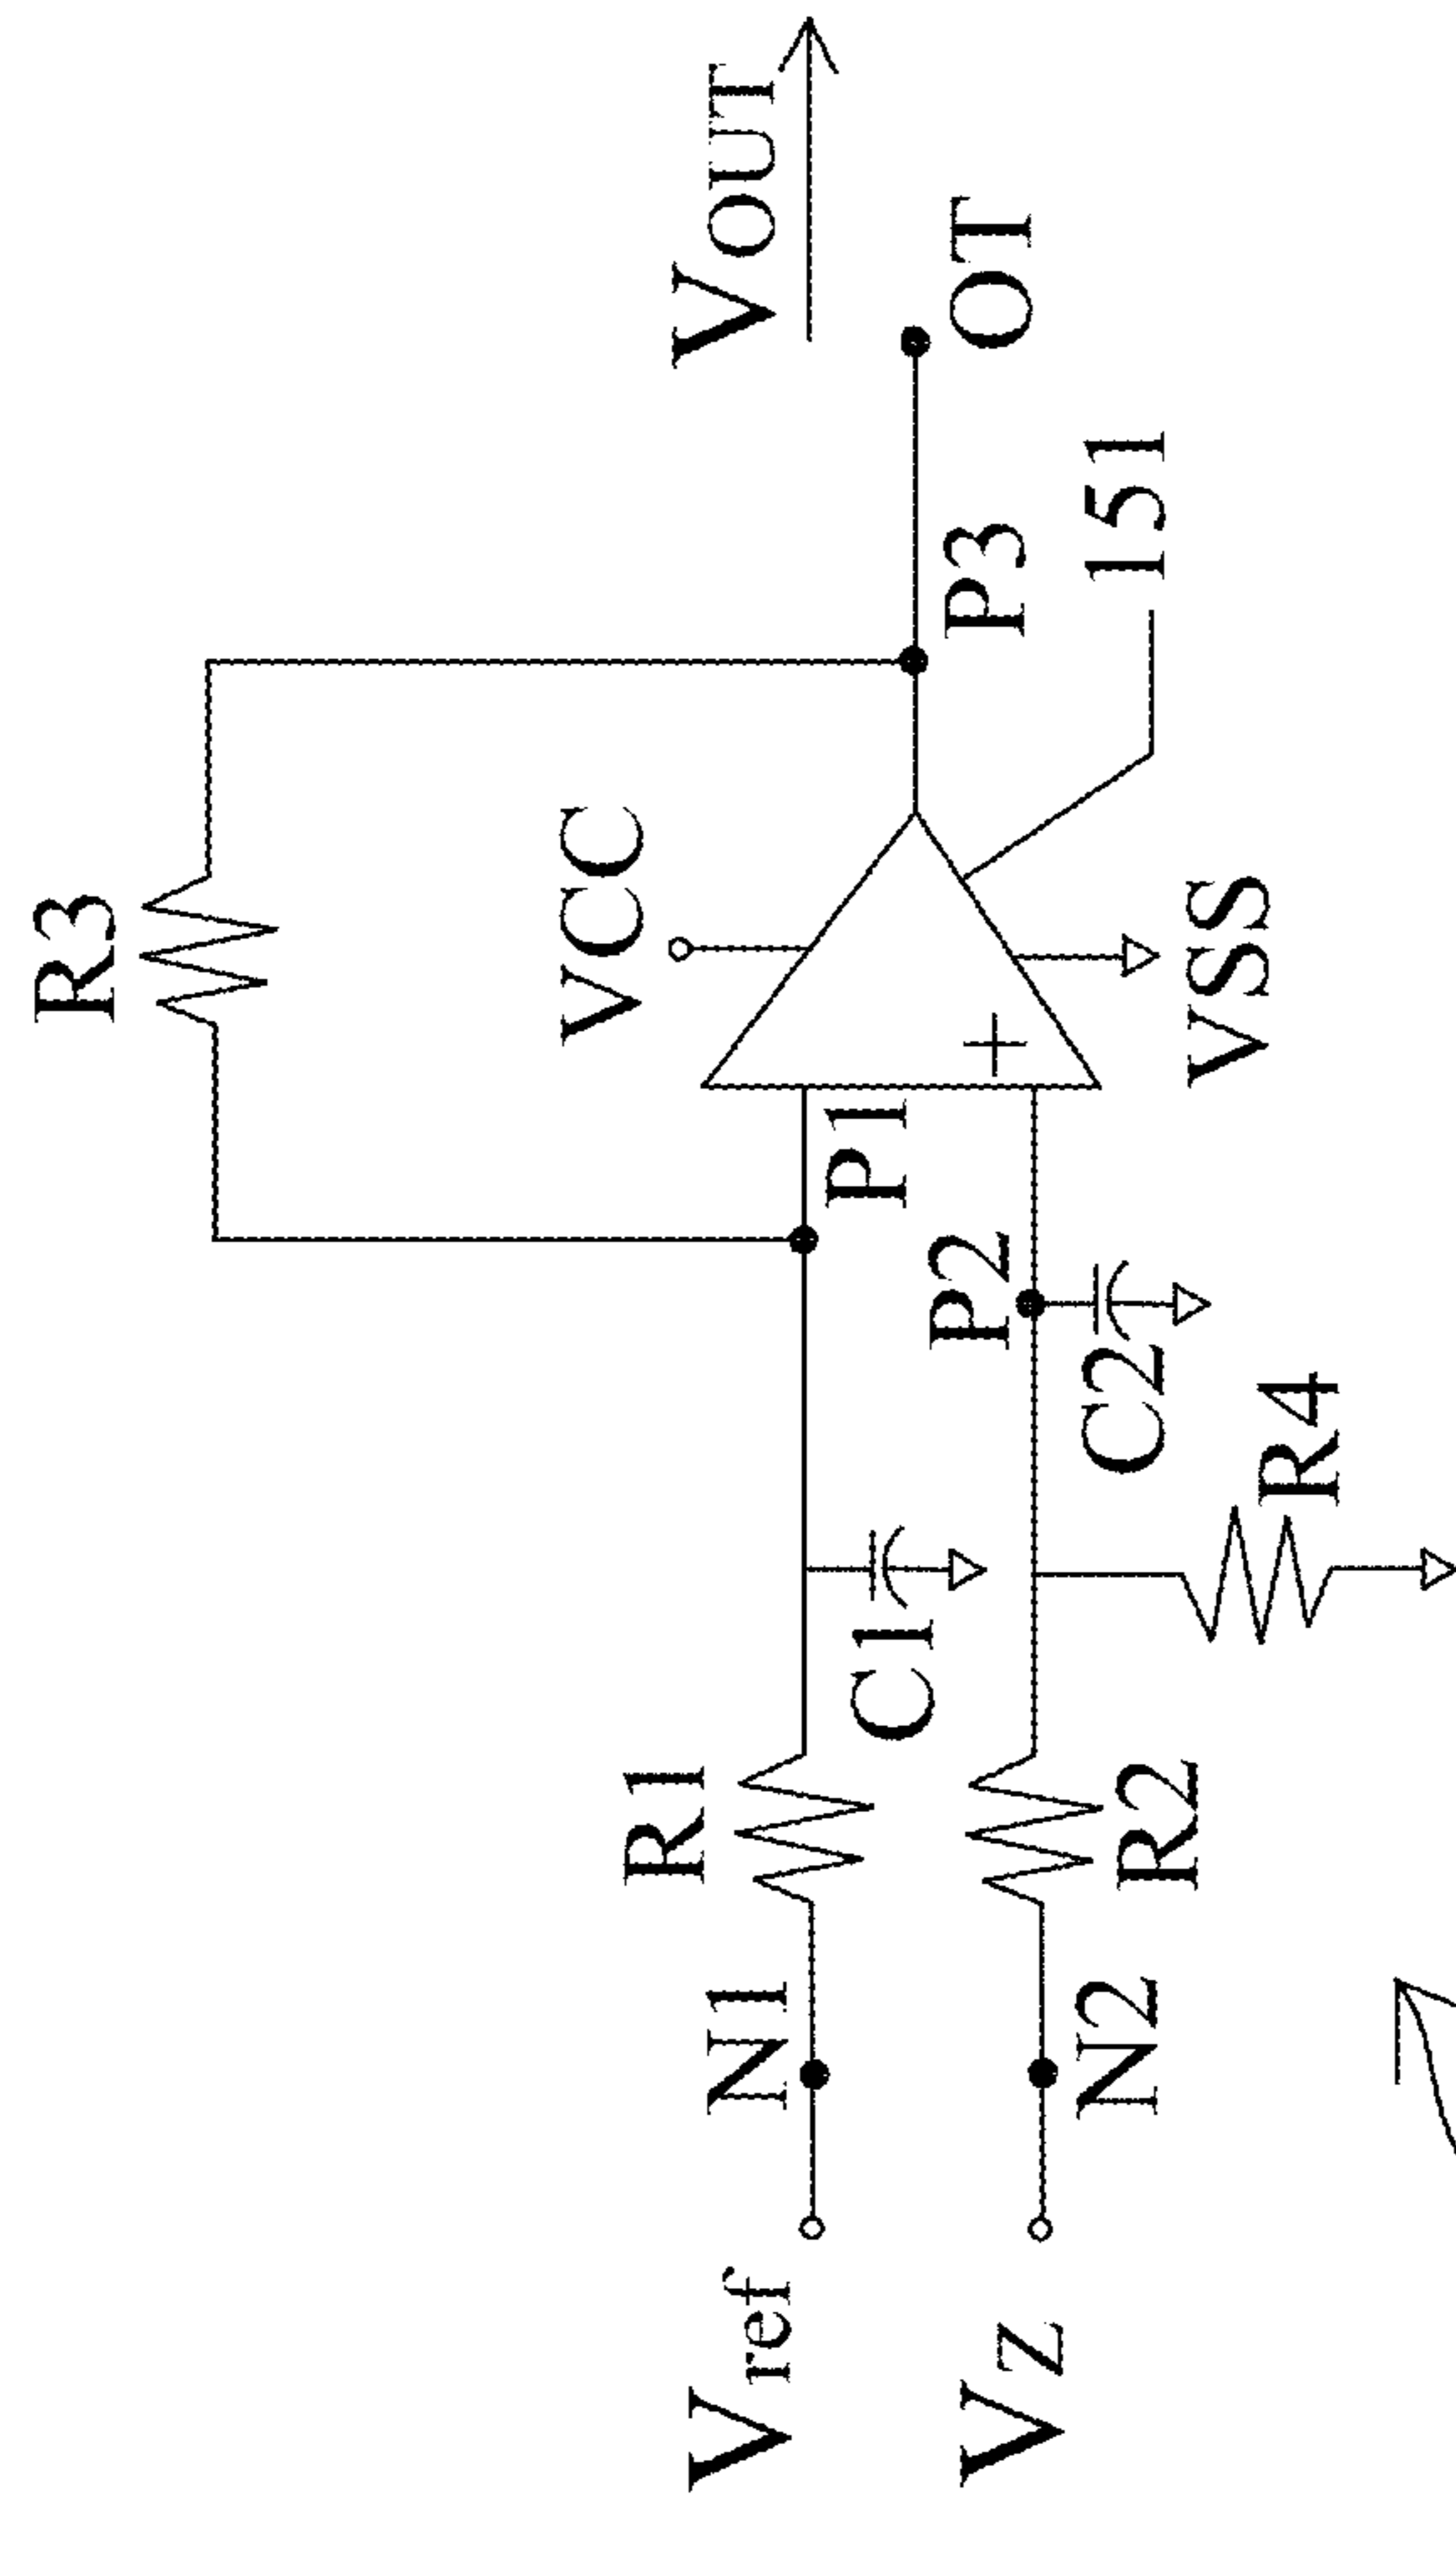 R3
VCC
VOUT
R1
N1
Vref
P1
P3
OT
C1
P2
VZ
N2
R2
C2
151
VSS
R4